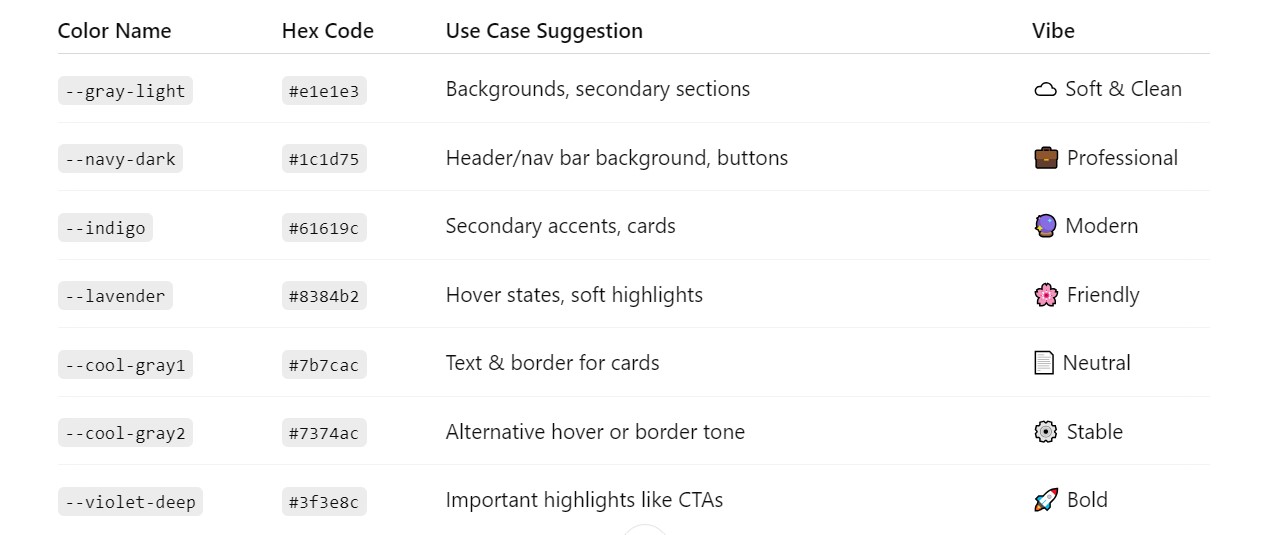 Color Name Hex Code Use Case Suggestion Vibe
--gray-light #e1e1e3 Backgrounds, secondary sections Soft & Clean
--navy-dark #1c1d75 Header/nav bar background, buttons Professional
--indigo #61619c Secondary accents, cards Modern
--lavender #8384b2 Hover states, soft highlights Friendly
--cool-gray1 #7b7cac Text & border for cards Neutral
--cool-gray2 #7374ac Alternative hover or border tone Stable
--violet-deep #3f3e8c Important highlights like CTAs Bold